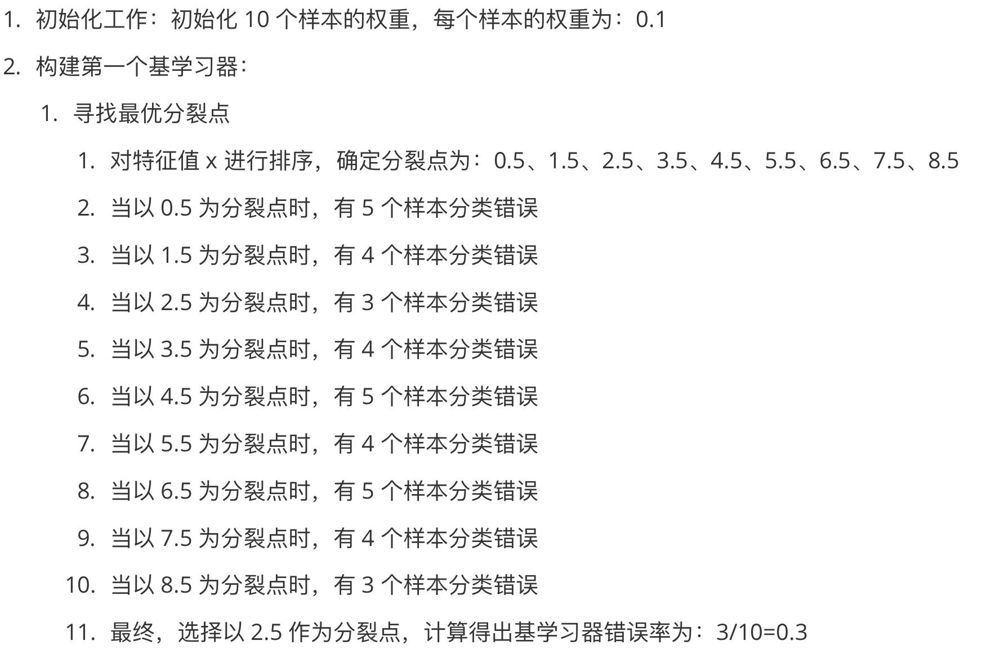 1. 初始化工作：初始化 10 个样本的权重，每个样本的权重为：0.1
2. 构建第一个基学习器：
1. 寻找最优分裂点
1. 对特征值 x 进行排序，确定分裂点为：0.5、1.5、2.5、3.5、4.5、5.5、6.5、7.5、8.5
2. 当以 0.5 为分裂点时，有 5 个样本分类错误
3. 当以 1.5 为分裂点时，有 4 个样本分类错误
4. 当以 2.5 为分裂点时，有 3 个样本分类错误
5. 当以 3.5 为分裂点时，有 4 个样本分类错误
6. 当以 4.5 为分裂点时，有 5 个样本分类错误
7. 当以 5.5 为分裂点时，有 4 个样本分类错误
8. 当以 6.5 为分裂点时，有 5 个样本分类错误
9. 当以 7.5 为分裂点时，有 4 个样本分类错误
10. 当以 8.5 为分裂点时，有 3 个样本分类错误
11. 最终，选择以 2.5 作为分裂点，计算得出基学习器错误率为：3/10=0.3